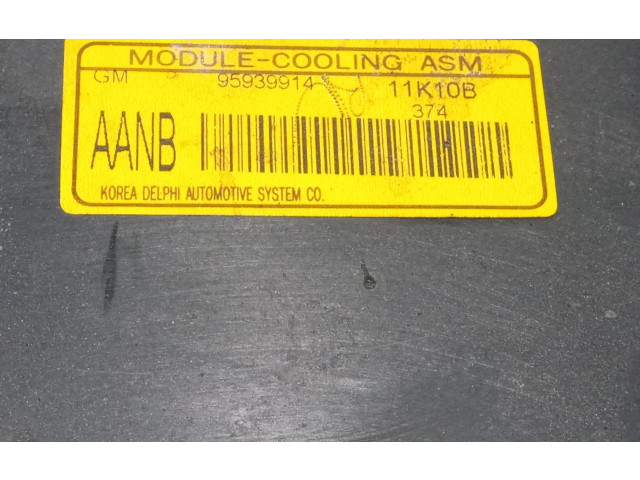 MODULE-COOLING ASM
GM 95939914 11K10B
374
AANB
KOREA DELPHI AUTOMOTIVE SYSTEM CO.